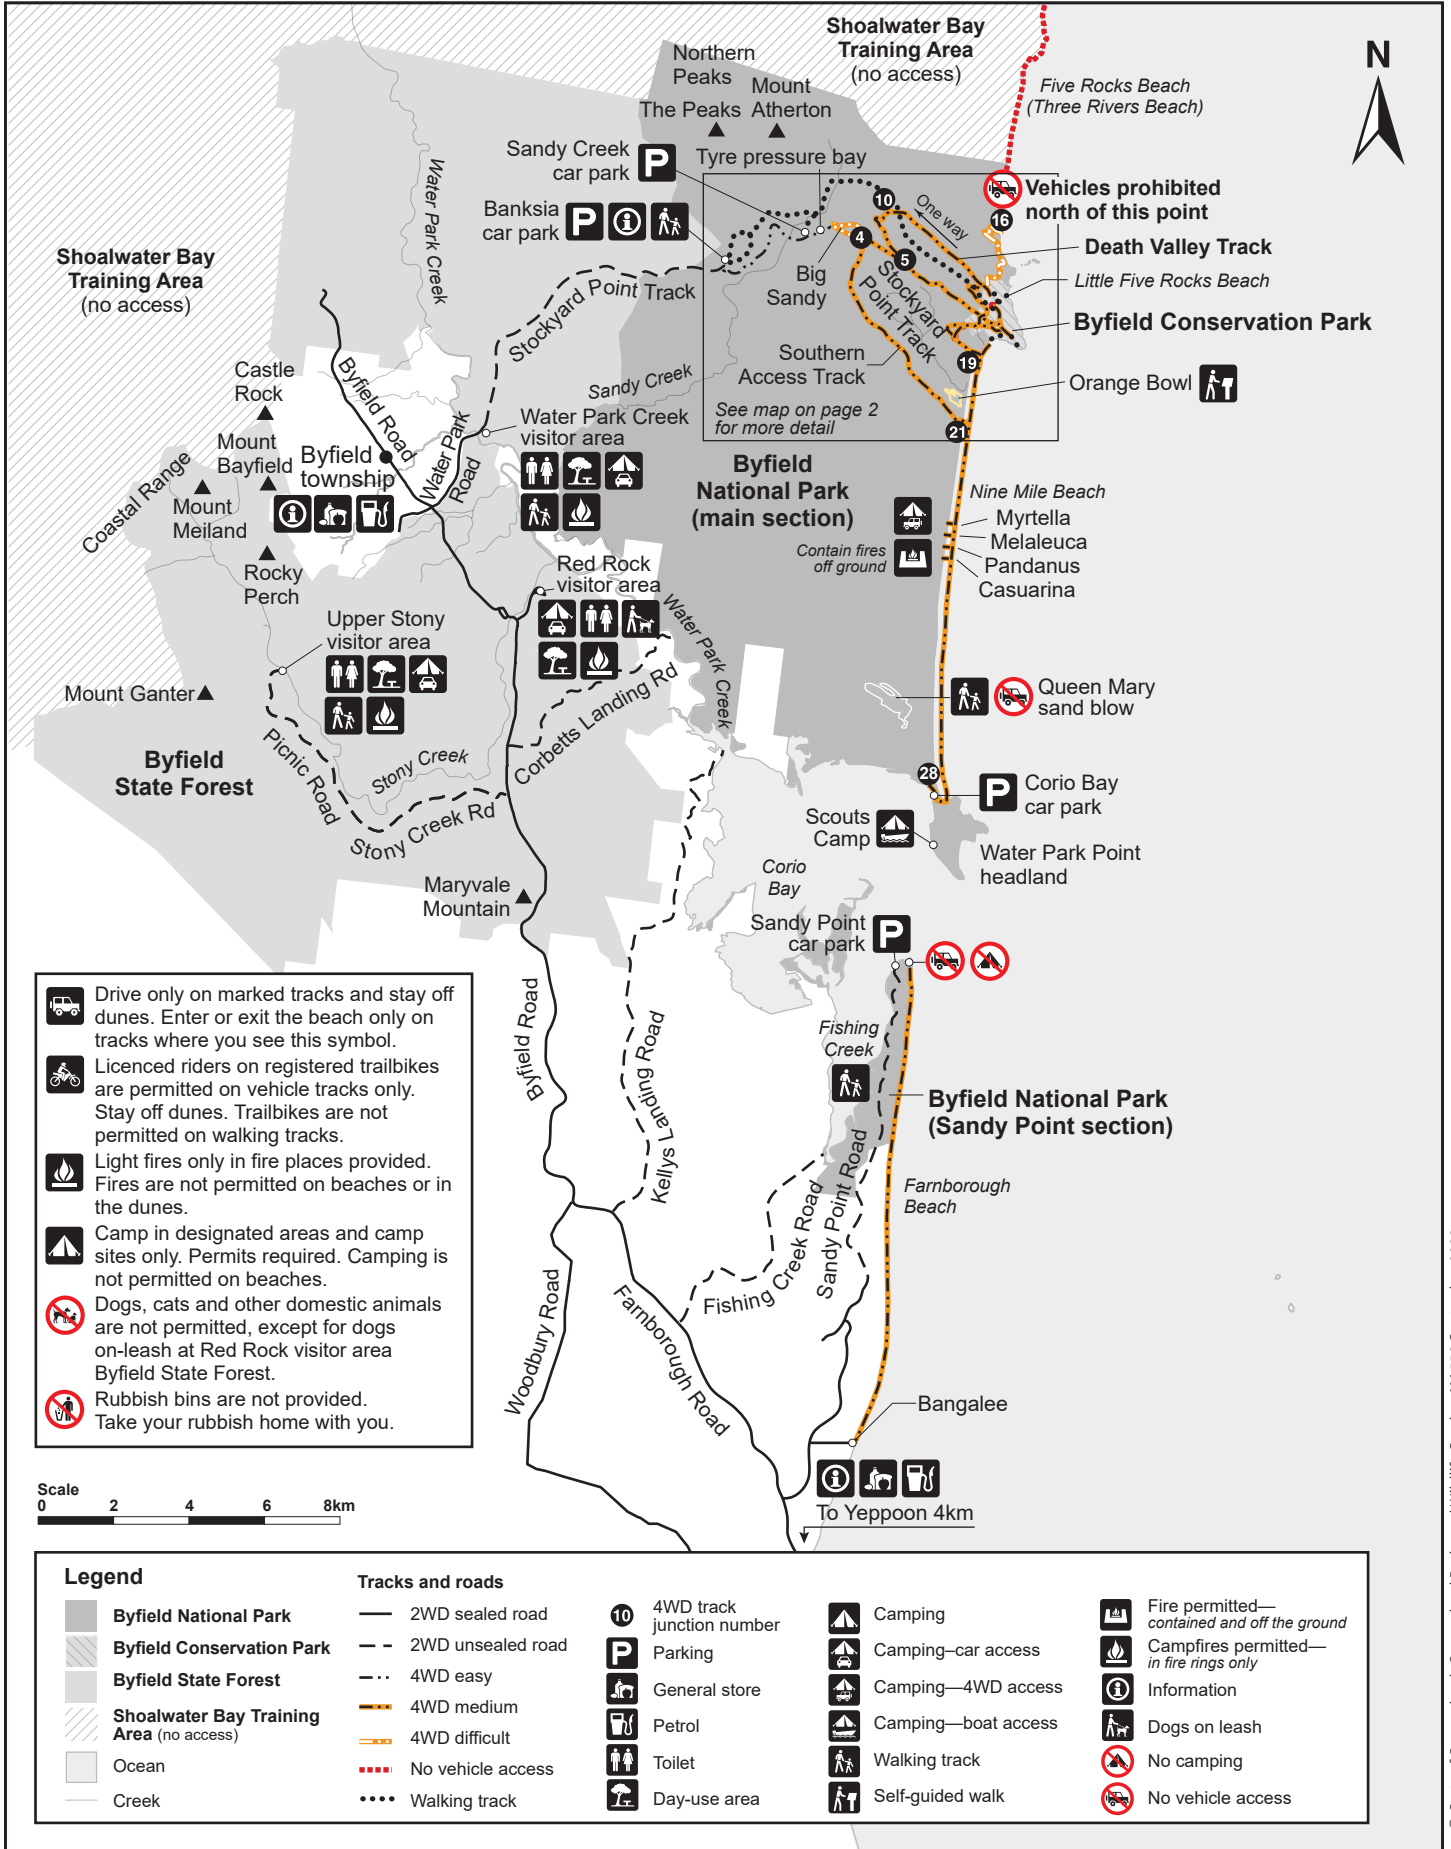 Shoalwater Bay
Training Area
(no access)
N
Northern
Peaks
Mount
Atherton
The Peaks
Five Rocks Beach
(Three Rivers Beach)
Sandy Creek
car park
P
Tyre pressure bay
Banksia
car park
P
Water Park Creek
Vehicles prohibited
north of this point
10
16
One way
Death Valley Track
4
5
Shoalwater Bay
Training Area
(no access)
Big
Sandy
Little Five Rocks Beach
Stockyard Point Track
Stockyard
Point Track
Byfield Conservation Park
Southern
Access Track
19
Castle
Rock
Byfield Road
Sandy Creek
Orange Bowl
See map on page 2
for more detail
21
Water Park Creek
visitor area
Mount
Bayfield
Byfield
township
Water Park
Road
Coastal Range
Mount
Meiland
Byfield
National Park
(main section)
Nine Mile Beach
Myrtella
Melaleuca
Pandanus
Casuarina
Contain fires
off ground
Rocky
Perch
Red Rock
visitor area
Water Park Creek
Upper Stony
visitor area
Mount Ganter
Corbetts Landing Rd
Queen Mary
sand blow
Byfield
State Forest
Picnic Road
Stony Creek
28
P
Corio Bay
car park
Stony Creek Rd
Scouts
Camp
Water Park Point
headland
Corio
Bay
Maryvale
Mountain
Sandy Point
car park
P
Drive only on marked tracks and stay off
dunes. Enter or exit the beach only on
tracks where you see this symbol.
Licenced riders on registered trailbikes
are permitted on vehicle tracks only.
Stay off dunes. Trailbikes are not
permitted on walking tracks.
Light fires only in fire places provided.
Fires are not permitted on beaches or in
the dunes.
Camp in designated areas and camp
sites only. Permits required. Camping is
not permitted on beaches.
Dogs, cats and other domestic animals
are not permitted, except for dogs
on-leash at Red Rock visitor area
Byfield State Forest.
Rubbish bins are not provided.
Take your rubbish home with you.
Byfield Road
Kellys Landing Road
Fishing
Creek
Byfield National Park
(Sandy Point section)
Farnborough
Beach
Fishing Creek Road
Sandy Point Road
Woodbury Road
Farnborough Road
Bangalee
To Yeppoon 4km
Scale
0 2 4 6 8km
Legend
Byfield National Park
Byfield Conservation Park
Byfield State Forest
Shoalwater Bay Training
Area (no access)
Ocean
Creek
Tracks and roads
2WD sealed road
2WD unsealed road
4WD easy
4WD medium
4WD difficult
No vehicle access
Walking track
10
4WD track
junction number
P
Parking
General store
Petrol
Toilet
Day-use area
Camping
Camping–car access
Camping—4WD access
Camping—boat access
Walking track
Self-guided walk
Fire permitted—
contained and off the ground
Campfires permitted—
in fire rings only
Information
Dogs on leash
No camping
No vehicle access